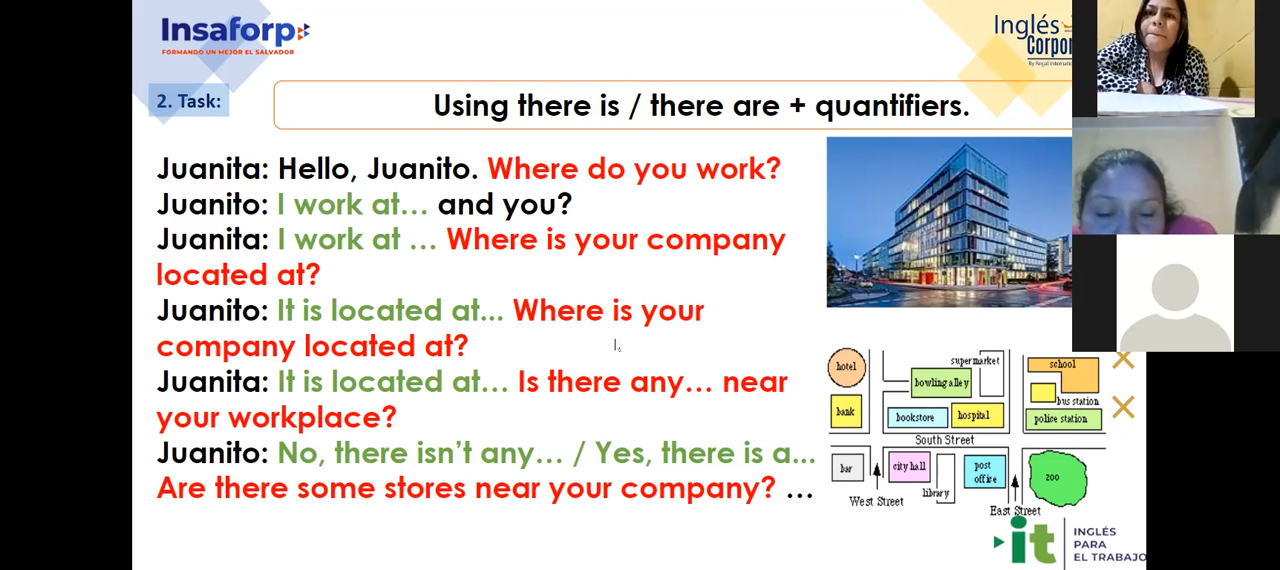 Insaforp
FORMANDO UN MEJOR EL SALVADOR
Inglés
Corpor
By Regal Internati
2. Task:
Using there is / there are + quantifiers.
Juanita: Hello, Juanito. Where do you work?
Juanito: I work at... and you?
Juanita: I work at ... Where is your company
located at?
Juanito: It is located at... Where is your
company located at?
Juanita: It is located at... Is there any... near
your workplace?
Juanito: No, there isn't any... / Yes, there is a...
Are there some stores near your company? ...
hotel
supermarket
school
bowling alley
bus station
bank
bookstore
hospital
police station
South Street
bar
city hall
post
office
zoo
library
West Street
East Street
it
INGLÉS
PARA
EL TRABAJO